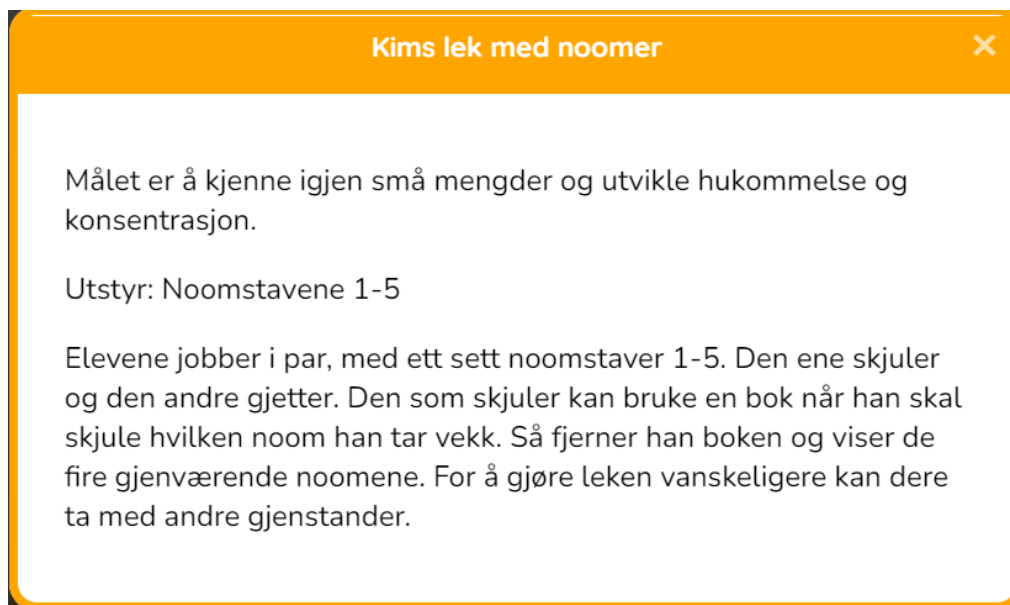 Kims lek med noomer
Målet er å kjenne igjen små mengder og utvikle hukommelse og
konsentrasjon.
Utstyr: Noomstavene 1-5
Elevene jobber i par, med ett sett noomstaver 1-5. Den ene skjuler
og den andre gjetter. Den som skjuler kan bruke en bok når han skal
skjule hvilken noom han tar vekk. Så fjerner han boken og viser de
fire gjenværende noomene. For å gjøre leken vanskeligere kan dere
ta med andre gjenstander.